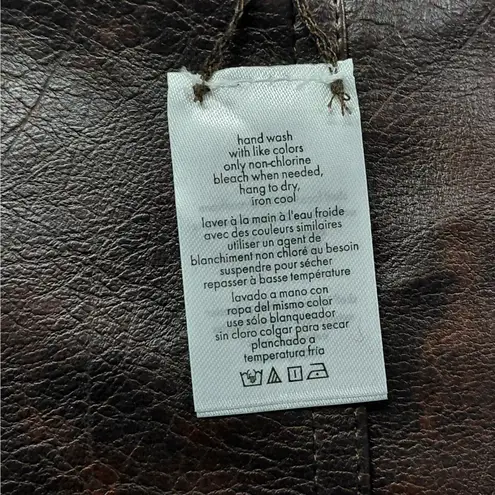 hand wash
with like colors
only non-chlorine
bleach when needed,
hang to dry,
iron cool
laver à la main à l'eau froide
avec des couleurs similaires
utiliser un agent de
blanchiment non chloré au besoin
suspendre pour sécher
repasser à basse température
lavado a mano con
ropa del mismo color
use sólo blanqueador
sin cloro colgar para secar
planchado a
temperatura fría